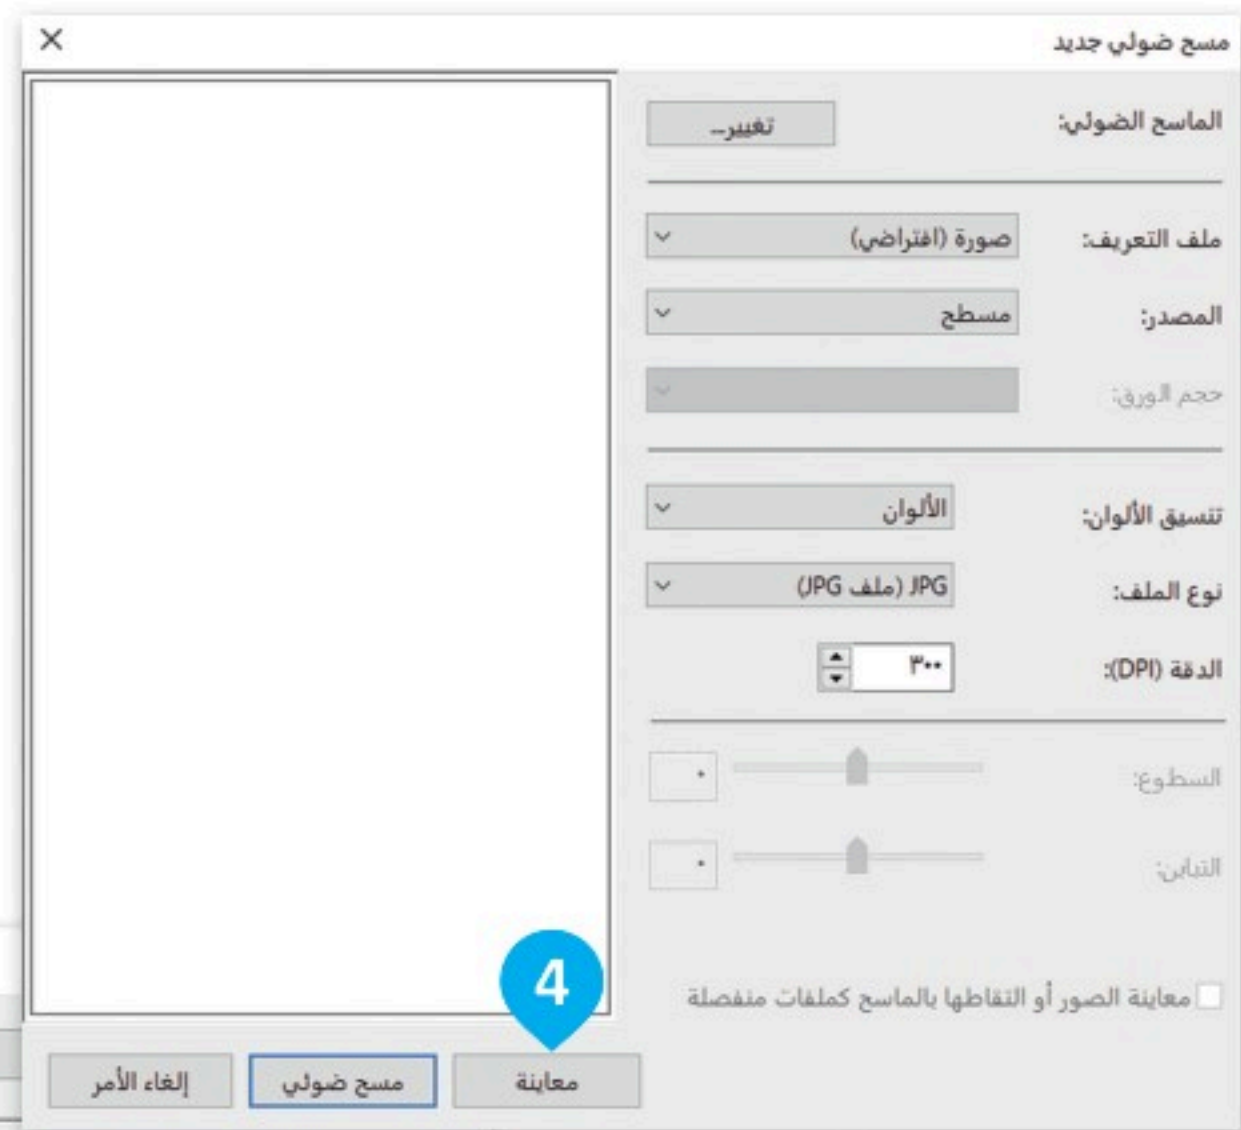 مسح ضوئي جديد
الماسح الضوئي:
تغيير...
ملف التعريف:
صورة (افتراضي)
المصدر:
مسطح
حجم الورق:
تنسيق الألوان:
الألوان
نوع الملف:
JPG (ملف JPG)
الدقة (DPI):
٣٠٠
السطوع:
٠
التباين:
٠
معاينة الصور أو التقاطها بالماسح كملفات منفصلة
4
معاينة
مسح ضوئي
إلغاء الأمر